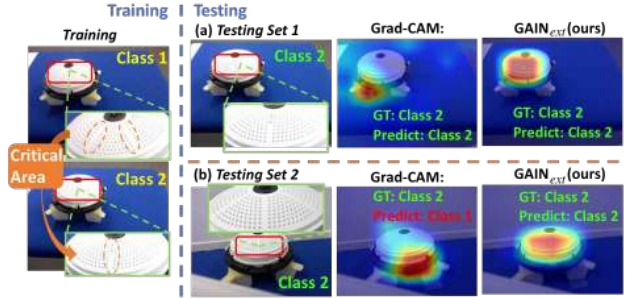 Training
Testing
Training
Class 1
Critical
Area
Class 2
(a) Testing Set 1
Class 2
Grad-CAM:
GT: Class 2
Predict: Class 2
GAINext(ours)
GT: Class 2
Predict: Class 2
(b) Testing Set 2
Class 2
Grad-CAM:
GT: Class 2
Predict: Class 1
GAINext(ours)
GT: Class 2
Predict: Class 2